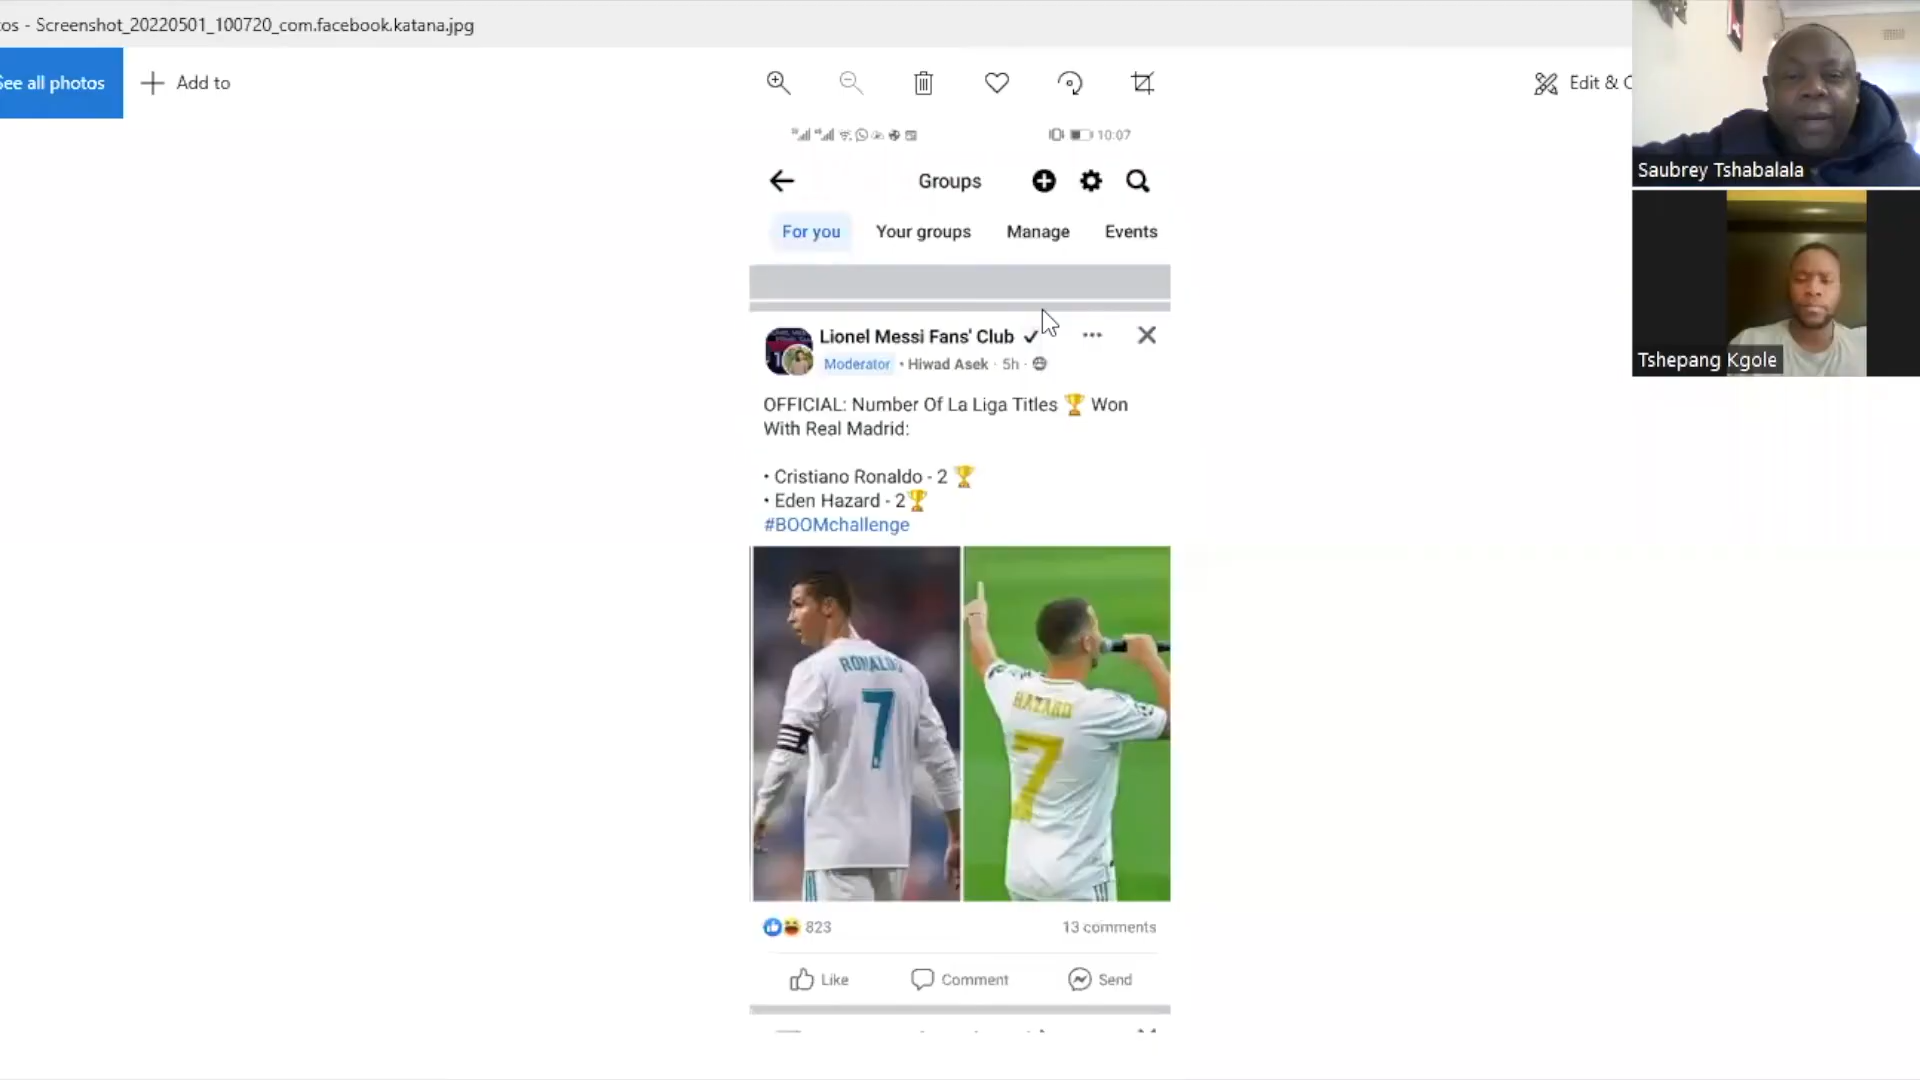 tos - Screenshot_20220501_100720_com.facebook.katana.jpg
See all photos
Add to
Edit & C
10:07
Groups
For you
Your groups
Manage
Events
Lionel Messi Fans' Club ✓
Moderator • Hiwad Asek · 5h ·
OFFICIAL: Number Of La Liga Titles 🏆 Won
With Real Madrid:
• Cristiano Ronaldo - 2 🏆
• Eden Hazard - 2🏆
#BOOMchallenge
RONALDO
7
HAZARD
7
823
13 comments
Like
Comment
Send
Saubrey Tshabalala
Tshepang Kgole